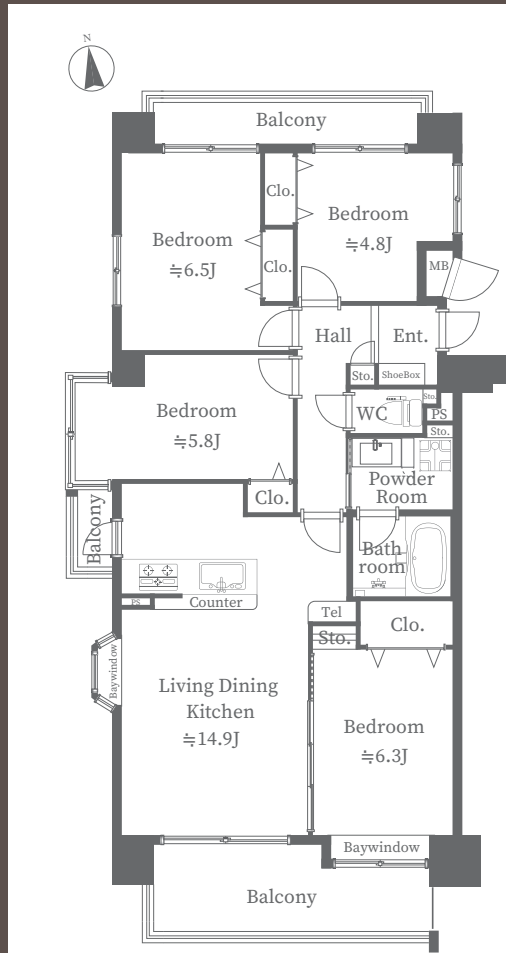 N
Balcony
Clo.
Bedroom
≒4.8J
Bedroom
≒6.5J
Clo.
MB
Hall
Ent.
Sto.
ShoeBox
Bedroom
≒5.8J
WC
Sto.
PS
Sto.
Powder
Room
Clo.
Balcony
Bath
room
PS
Counter
Tel
Sto.
Clo.
Baywindow
Living Dining
Kitchen
≒14.9J
Bedroom
≒6.3J
Baywindow
Balcony